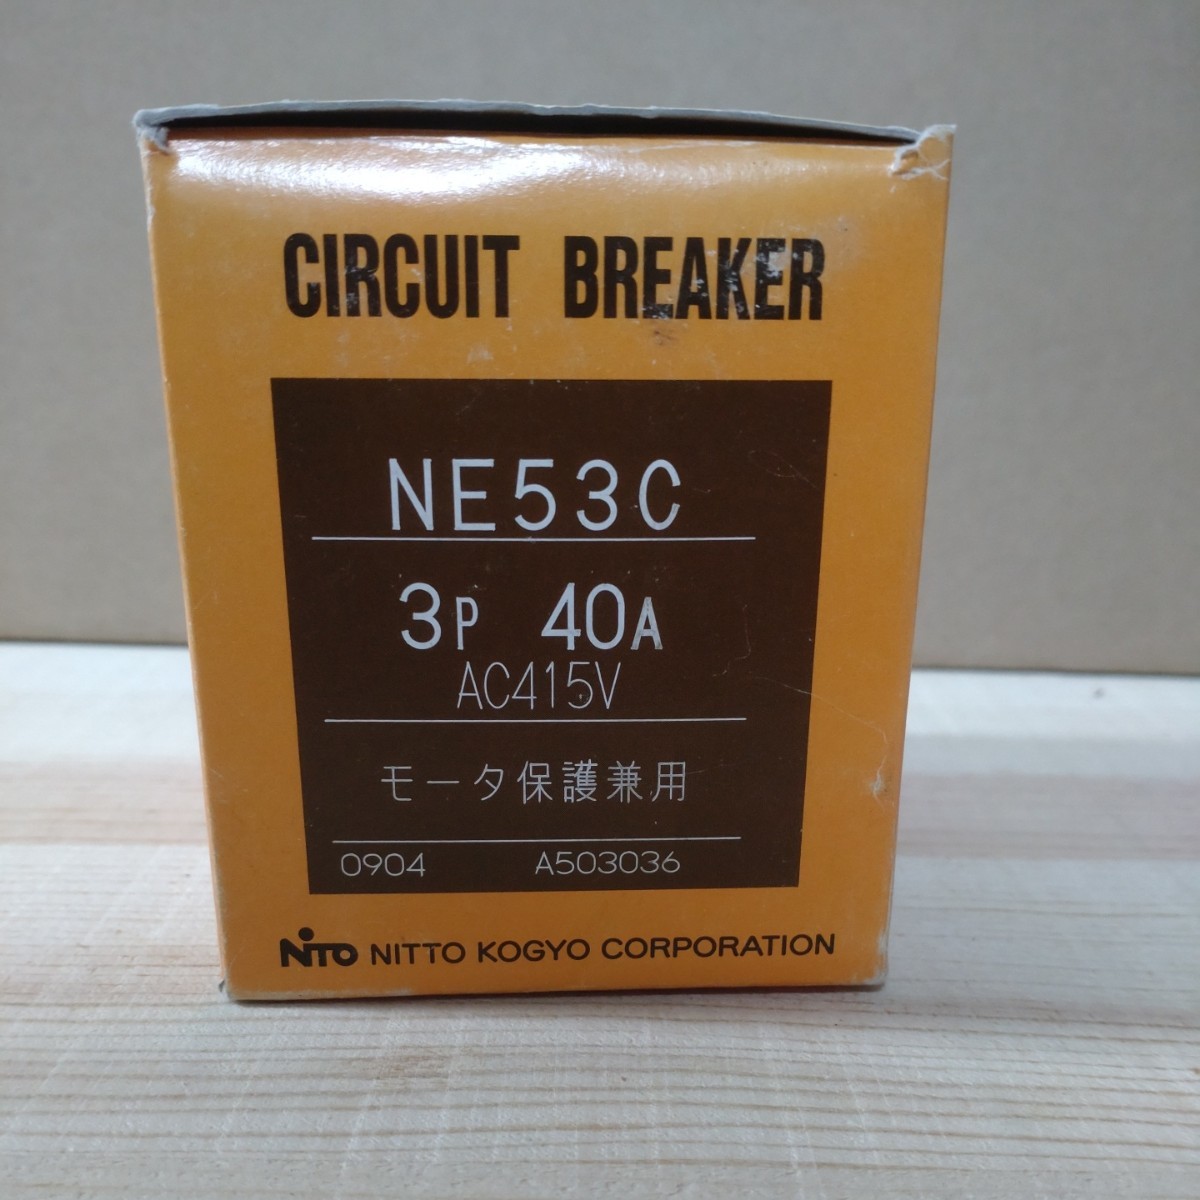 CIRCUIT BREAKER
NE53C
3P 40A
AC415V
モータ保護兼用
0904 A503036
NITO NITTO KOGYO CORPORATION